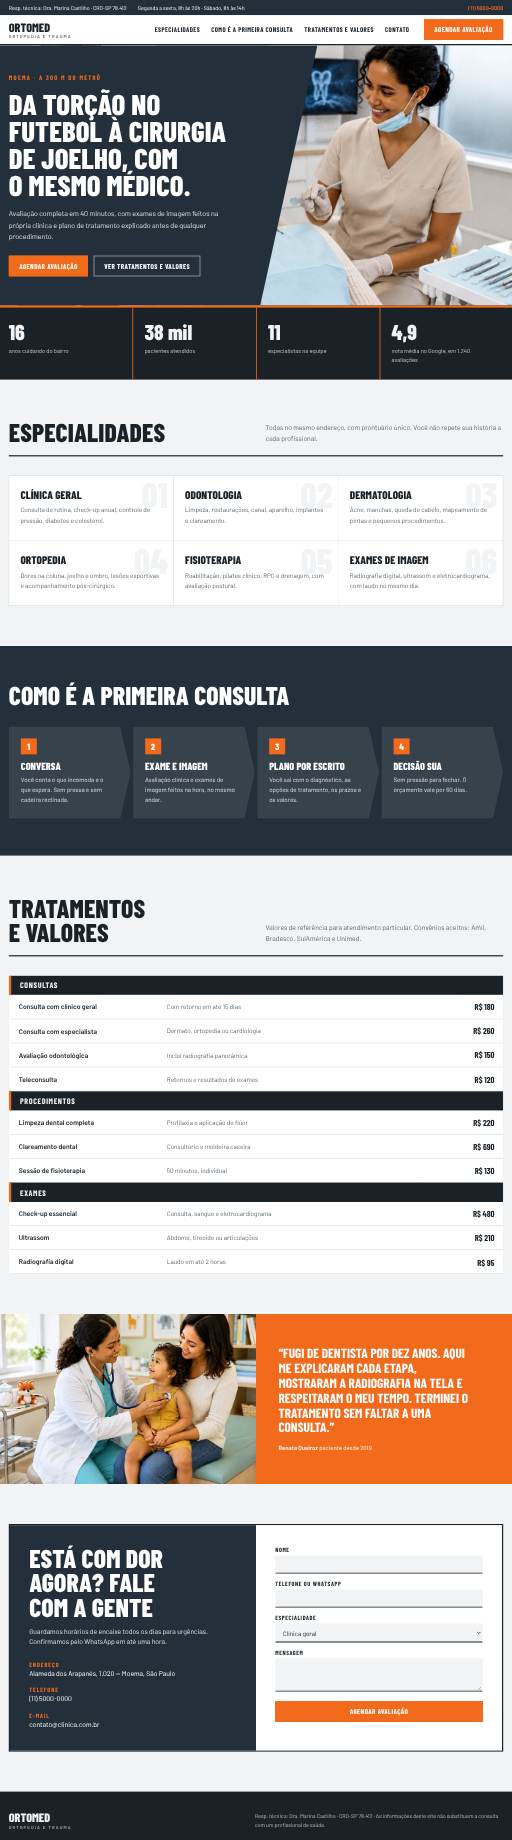 Resp. técnica: Dra. Marina Castilho · CRO-SP 78.412 Segunda a sexta, 8h às 20h · Sábado, 8h às 14h (11) 5000-0000
ORTOMED
ORTOPEDIA E TRAUMA
ESPECIALIDADES COMO É A PRIMEIRA CONSULTA TRATAMENTOS E VALORES CONTATO AGENDAR AVALIAÇÃO
MOEMA · A 300 M DO METRÔ
DA TORÇÃO NO
FUTEBOL À CIRURGIA
DE JOELHO, COM
O MESMO MÉDICO.
Avaliação completa em 40 minutos, com exames de imagem feitos na
própria clínica e plano de tratamento explicado antes de qualquer
procedimento.
AGENDAR AVALIAÇÃO VER TRATAMENTOS E VALORES
16
anos cuidando do bairro
38 mil
pacientes atendidos
11
especialistas na equipe
4,9
nota média no Google, em 1.240
avaliações
ESPECIALIDADES
Todas no mesmo endereço, com prontuário único. Você não repete sua história a
cada profissional.
01
CLÍNICA GERAL
Consulta de rotina, check-up anual, controle de
pressão, diabetes e colesterol.
02
ODONTOLOGIA
Limpeza, restaurações, canal, aparelho, implantes
e clareamento.
03
DERMATOLOGIA
Acne, manchas, queda de cabelo, mapeamento de
pintas e pequenos procedimentos.
04
ORTOPEDIA
Dores na coluna, joelho e ombro, lesões esportivas
e acompanhamento pós-cirúrgico.
05
FISIOTERAPIA
Reabilitação, pilates clínico, RPG e drenagem, com
avaliação postural.
06
EXAMES DE IMAGEM
Radiografia digital, ultrassom e eletrocardiograma,
com laudo no mesmo dia.
COMO É A PRIMEIRA CONSULTA
1
CONVERSA
Você conta o que incomoda e o
que espera. Sem pressa e sem
cadeira reclinada.
2
EXAME E IMAGEM
Avaliação clínica e exames de
imagem feitos na hora, no mesmo
andar.
3
PLANO POR ESCRITO
Você sai com o diagnóstico, as
opções de tratamento, os prazos e
os valores.
4
DECISÃO SUA
Sem pressão para fechar. O
orçamento vale por 60 dias.
TRATAMENTOS
E VALORES
Valores de referência para atendimento particular. Convênios aceitos: Amil,
Bradesco, SulAmérica e Unimed.
CONSULTAS
Consulta com clínico geral Com retorno em até 15 dias R$ 180
Consulta com especialista Dermato, ortopedia ou cardiologia R$ 260
Avaliação odontológica Inclui radiografia panorâmica R$ 150
Teleconsulta Retornos e resultados de exames R$ 120
PROCEDIMENTOS
Limpeza dental completa Profilaxia e aplicação de flúor R$ 220
Clareamento dental Consultório e moldeira caseira R$ 690
Sessão de fisioterapia 50 minutos, individual R$ 130
EXAMES
Check-up essencial Consulta, sangue e eletrocardiograma R$ 480
Ultrassom Abdome, tireoide ou articulações R$ 210
Radiografia digital Laudo em até 2 horas R$ 95
“FUGI DE DENTISTA POR DEZ ANOS. AQUI
ME EXPLICARAM CADA ETAPA,
MOSTRARAM A RADIOGRAFIA NA TELA E
RESPEITARAM O MEU TEMPO. TERMINEI O
TRATAMENTO SEM FALTAR A UMA
CONSULTA.”
Renata Queiroz paciente desde 2019
ESTÁ COM DOR
AGORA? FALE
COM A GENTE
Guardamos horários de encaixe todos os dias para urgências.
Confirmamos pelo WhatsApp em até uma hora.
ENDEREÇO
Alameda dos Arapanés, 1.020 — Moema, São Paulo
TELEFONE
(11) 5000-0000
E-MAIL
contato@clinica.com.br
NOME
TELEFONE OU WHATSAPP
ESPECIALIDADE
Clínica geral
MENSAGEM
AGENDAR AVALIAÇÃO
ORTOMED
ORTOPEDIA E TRAUMA
Resp. técnica: Dra. Marina Castilho · CRO-SP 78.412 · As informações deste site não substituem a consulta
com um profissional de saúde.